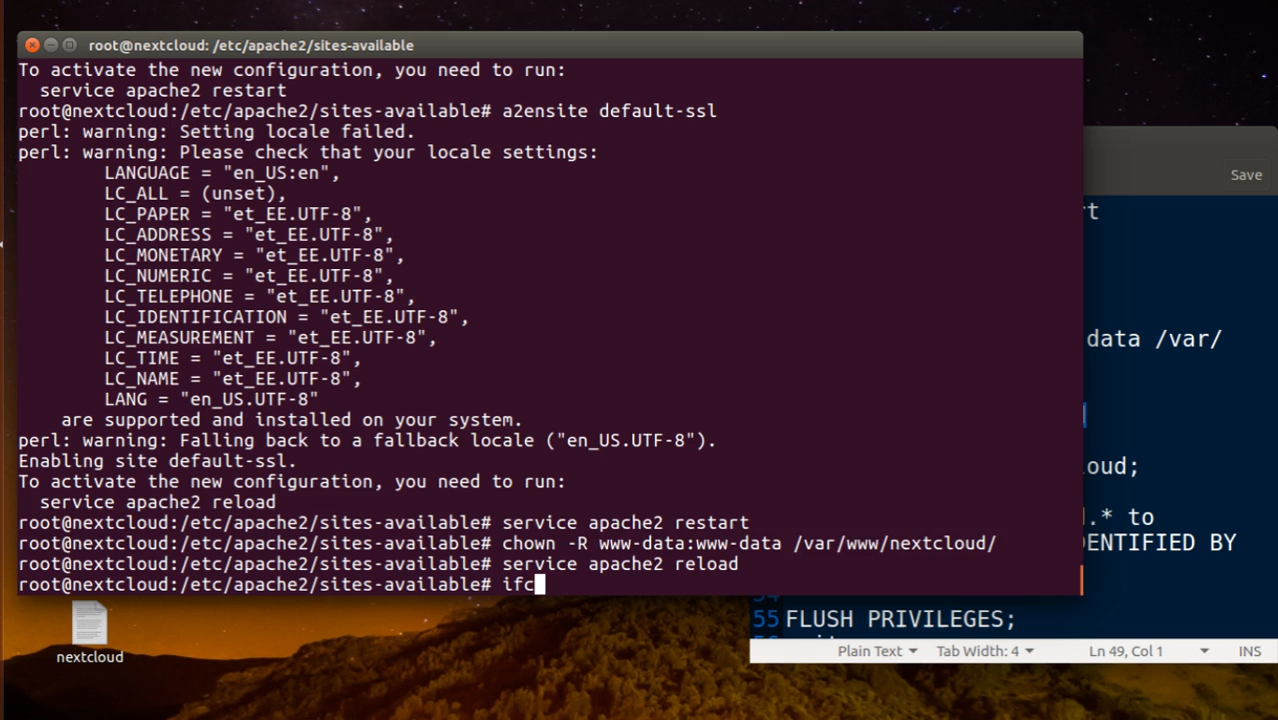 root@nextcloud: /etc/apache2/sites-available
To activate the new configuration, you need to run:
  service apache2 restart
root@nextcloud:/etc/apache2/sites-available# a2ensite default-ssl
perl: warning: Setting locale failed.
perl: warning: Please check that your locale settings:
        LANGUAGE = "en_US:en",
        LC_ALL = (unset),
        LC_PAPER = "et_EE.UTF-8",
        LC_ADDRESS = "et_EE.UTF-8",
        LC_MONETARY = "et_EE.UTF-8",
        LC_NUMERIC = "et_EE.UTF-8",
        LC_TELEPHONE = "et_EE.UTF-8",
        LC_IDENTIFICATION = "et_EE.UTF-8",
        LC_MEASUREMENT = "et_EE.UTF-8",
        LC_TIME = "et_EE.UTF-8",
        LC_NAME = "et_EE.UTF-8",
        LANG = "en_US.UTF-8"
    are supported and installed on your system.
perl: warning: Falling back to a fallback locale ("en_US.UTF-8").
Enabling site default-ssl.
To activate the new configuration, you need to run:
  service apache2 reload
root@nextcloud:/etc/apache2/sites-available# service apache2 restart
root@nextcloud:/etc/apache2/sites-available# chown -R www-data:www-data /var/www/nextcloud/
root@nextcloud:/etc/apache2/sites-available# service apache2 reload
root@nextcloud:/etc/apache2/sites-available# ifc
Save
data /var/
oud;
.* to
ENTIFIED BY
55 FLUSH PRIVILEGES;
Plain Text Tab Width: 4 Ln 49, Col 1 INS
nextcloud